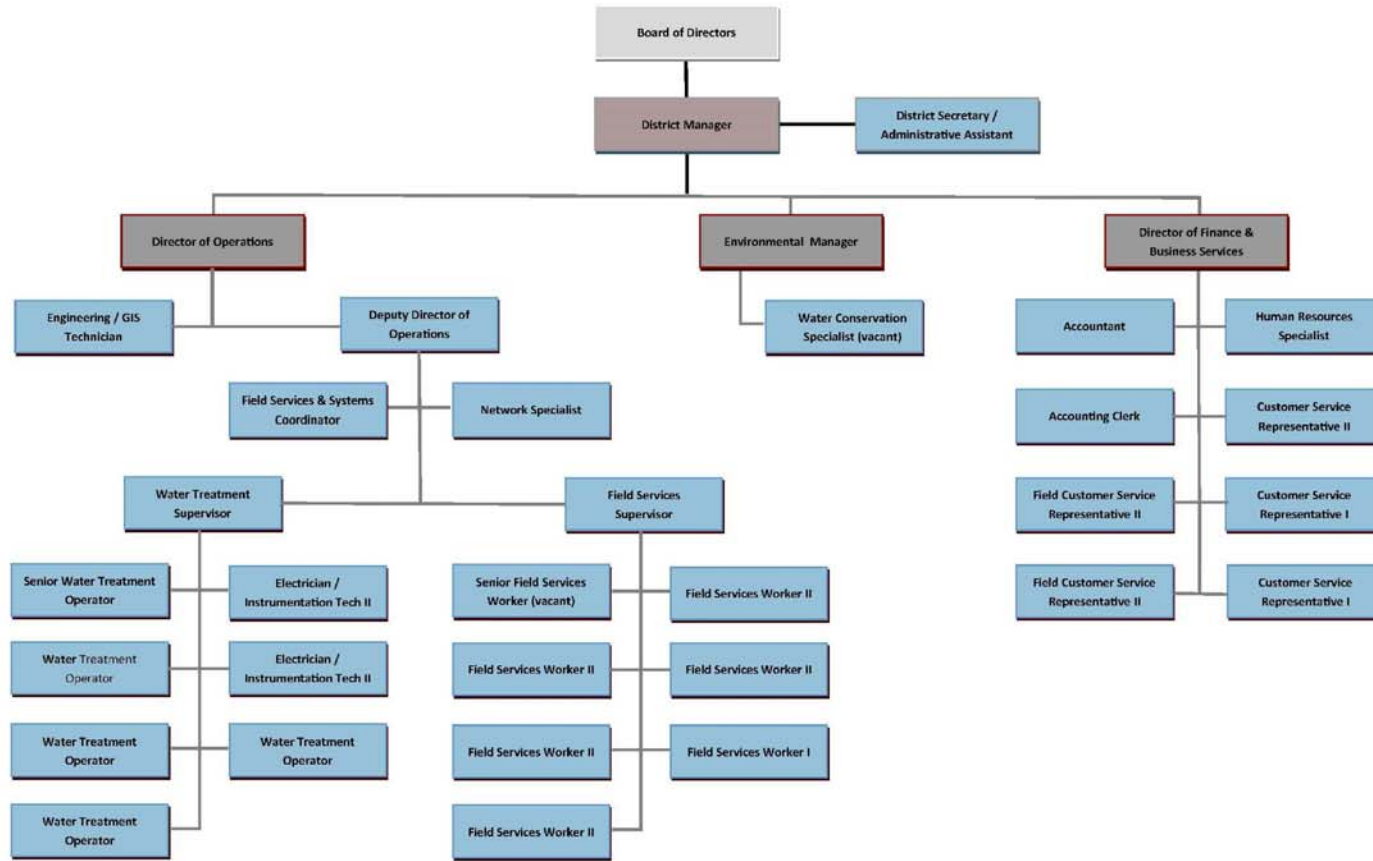 Board of Directors
District Manager
District Secretary /
Administrative Assistant
Director of Operations
Environmental Manager
Director of Finance &
Business Services
Engineering / GIS
Technician
Deputy Director of
Operations
Water Conservation
Specialist (vacant)
Accountant
Human Resources
Specialist
Field Services & Systems
Coordinator
Network Specialist
Accounting Clerk
Customer Service
Representative II
Water Treatment
Supervisor
Field Services
Supervisor
Field Customer Service
Representative II
Customer Service
Representative I
Senior Water Treatment
Operator
Electrician /
Instrumentation Tech II
Senior Field Services
Worker (vacant)
Field Services Worker II
Field Customer Service
Representative II
Customer Service
Representative I
Water Treatment
Operator
Electrician /
Instrumentation Tech II
Field Services Worker II
Field Services Worker II
Water Treatment
Operator
Water Treatment
Operator
Field Services Worker II
Field Services Worker I
Water Treatment
Operator
Field Services Worker II